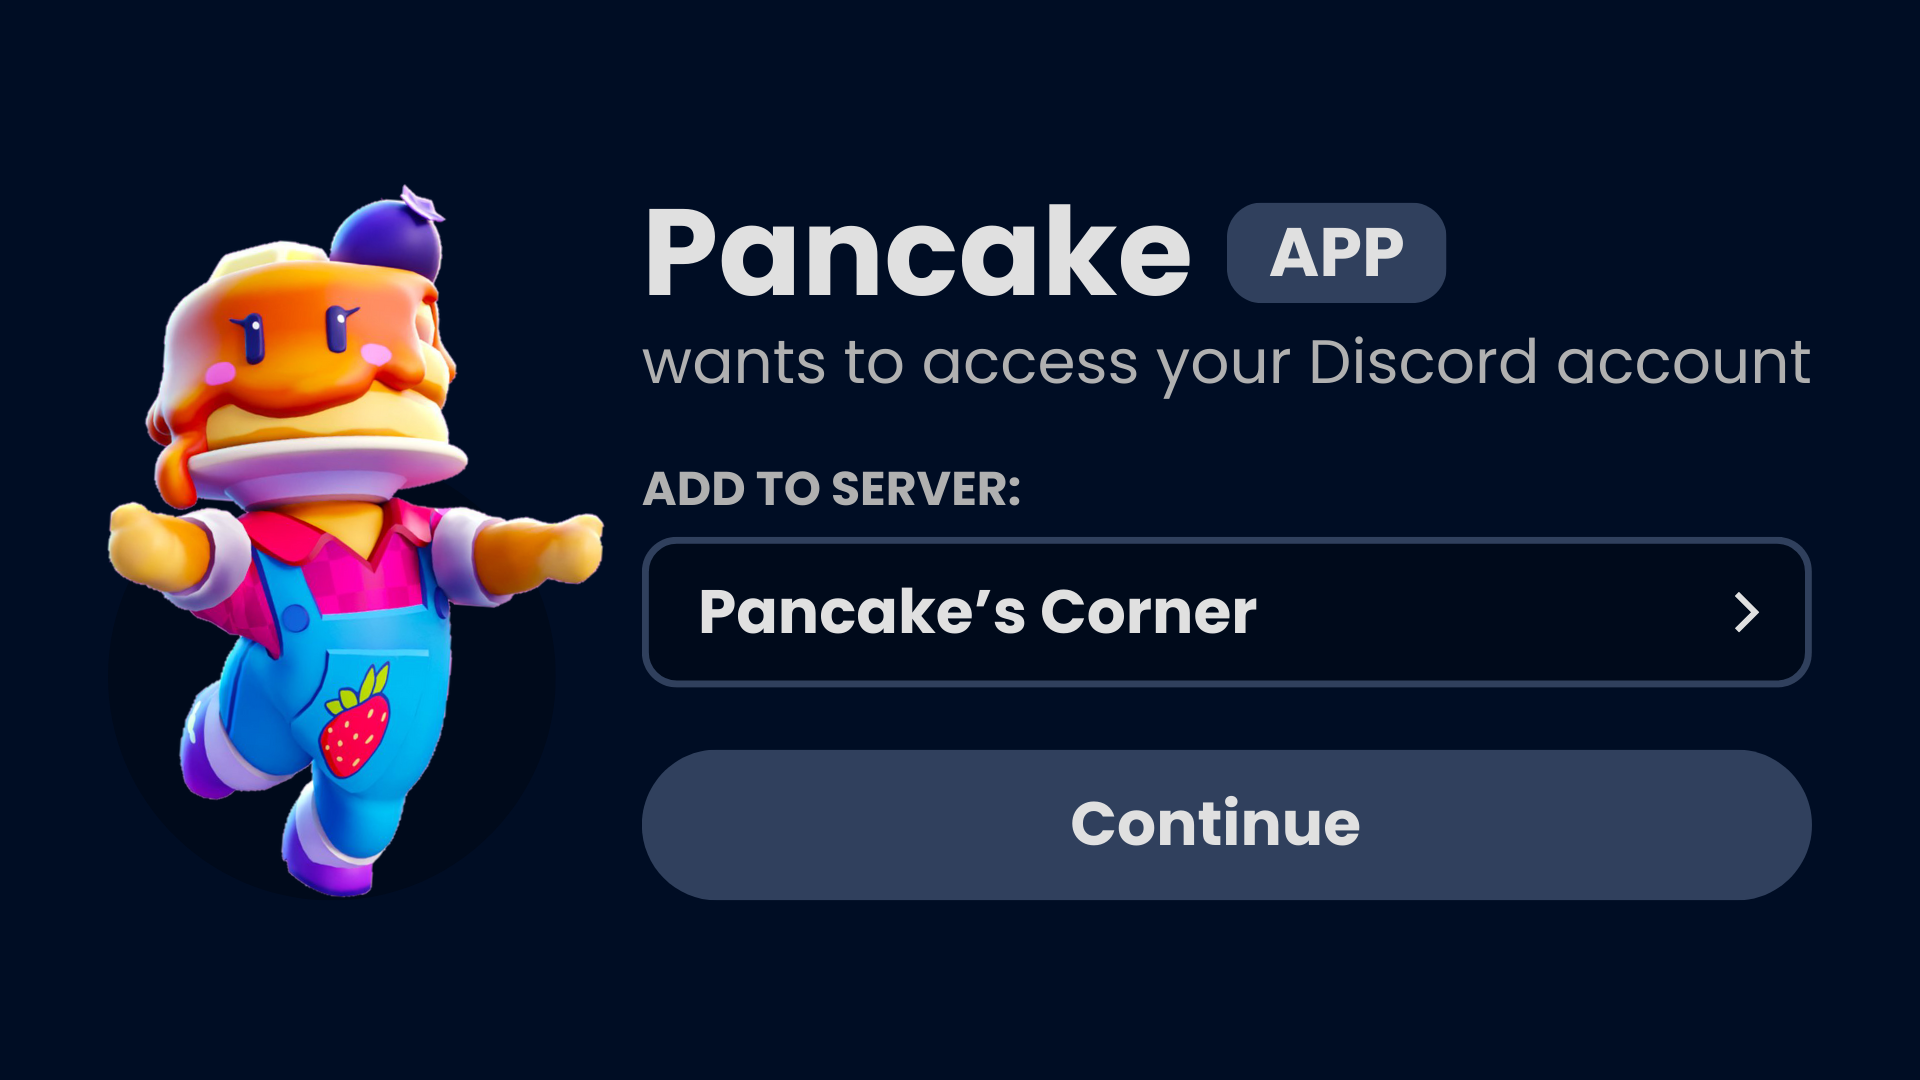 Pancake APP
wants to access your Discord account
ADD TO SERVER:
Pancake’s Corner
Continue